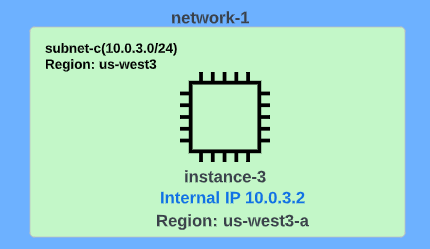 network-1
subnet-c(10.0.3.0/24)
Region: us-west3
instance-3
Internal IP 10.0.3.2
Region: us-west3-a